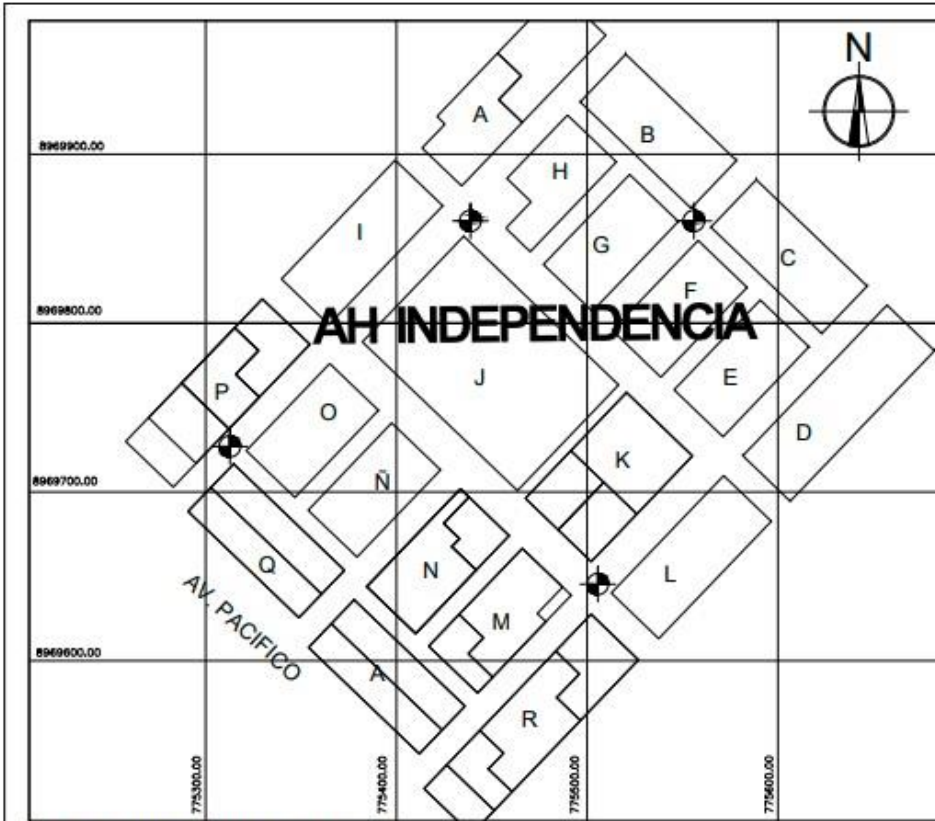 N
A
B
8969900.00
H
I
G
C
F
8969800.00
AH INDEPENDENCIA
J
E
P
O
D
K
Ñ
8969700.00
Q
N
L
AV. PACIFICO
M
8969600.00
A
R
775300.00
775400.00
775500.00
775600.00